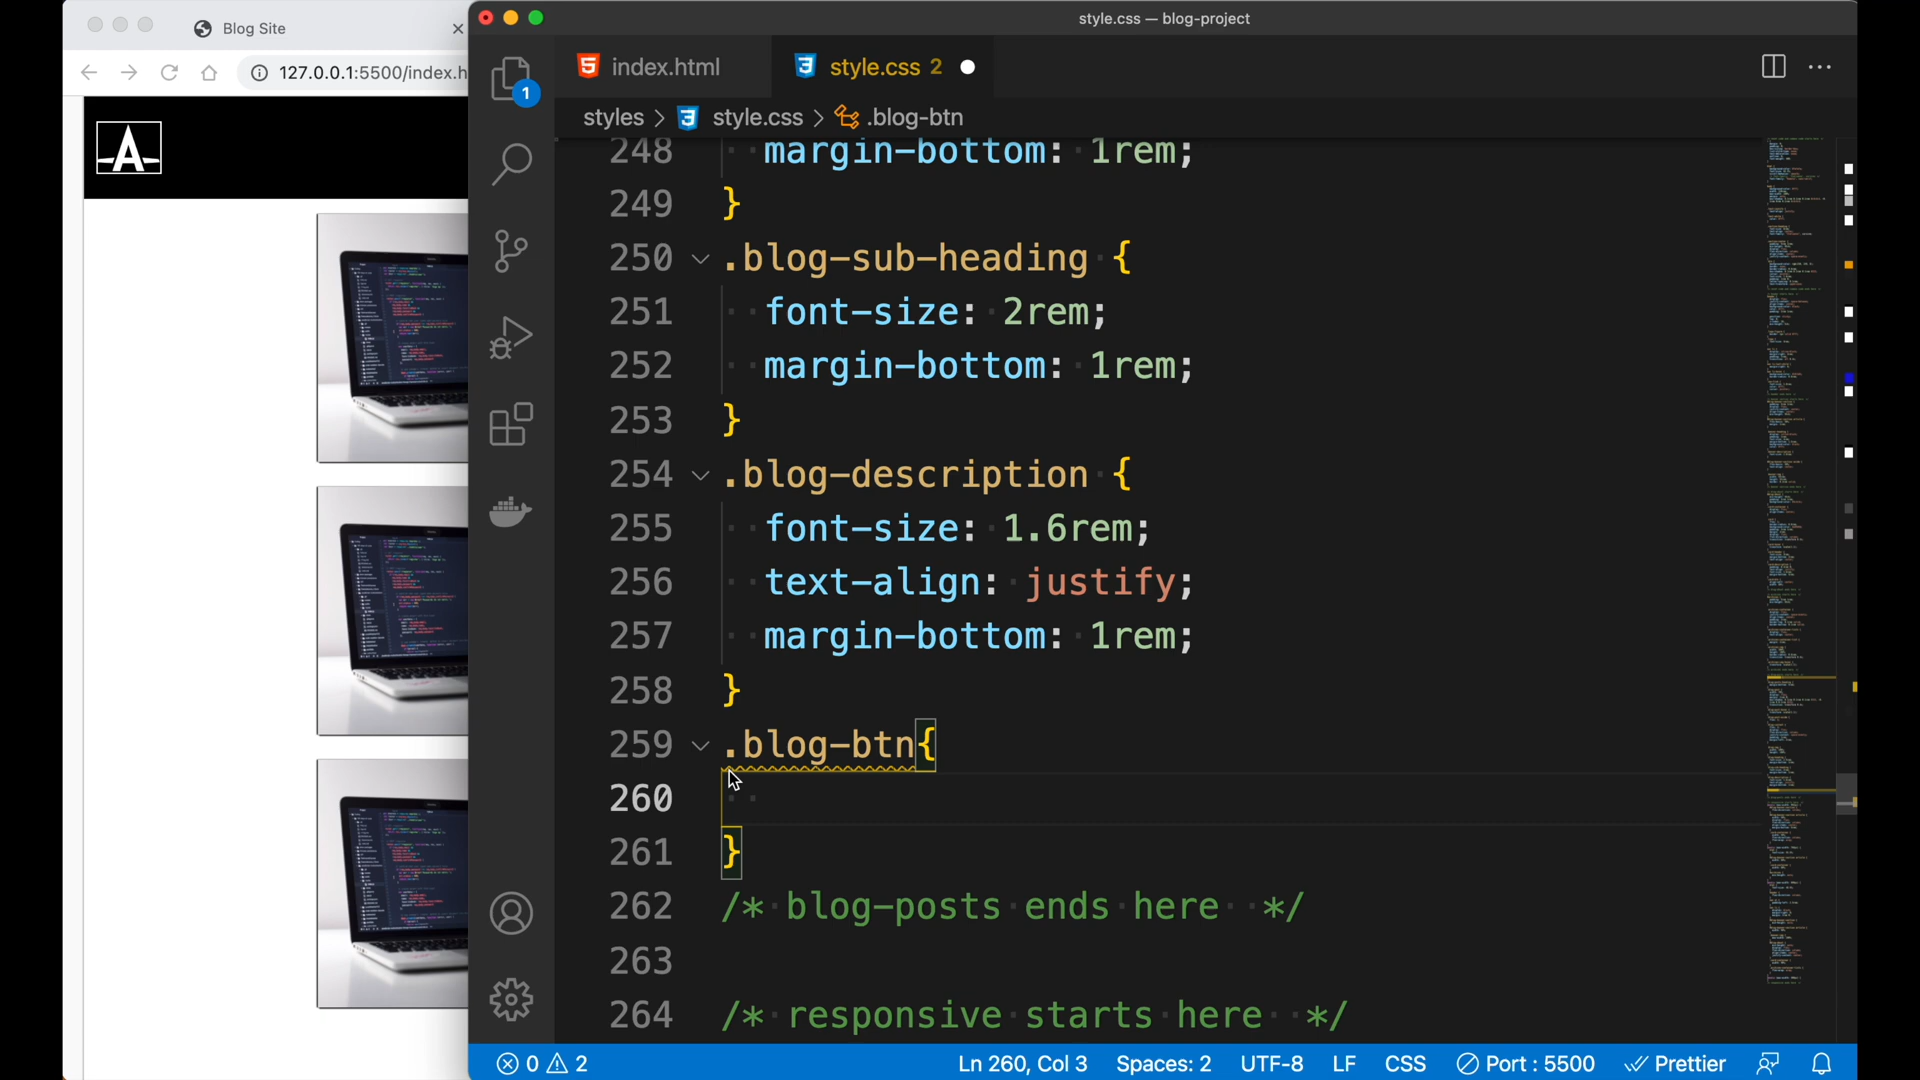 Blog Site
127.0.0.1:5500/index.h
A
style.css — blog-project
1
index.html
style.css 2
styles > style.css > .blog-btn
248 margin-bottom: 1rem;
249 }
250 .blog-sub-heading {
251 font-size: 2rem;
252 margin-bottom: 1rem;
253 }
254 .blog-description {
255 font-size: 1.6rem;
256 text-align: justify;
257 margin-bottom: 1rem;
258 }
259 .blog-btn{
260
261 }
262 /* blog-posts ends here  */
263
264 /* responsive starts here  */
0 2
Ln 260, Col 3 Spaces: 2 UTF-8 LF CSS Port : 5500 Prettier